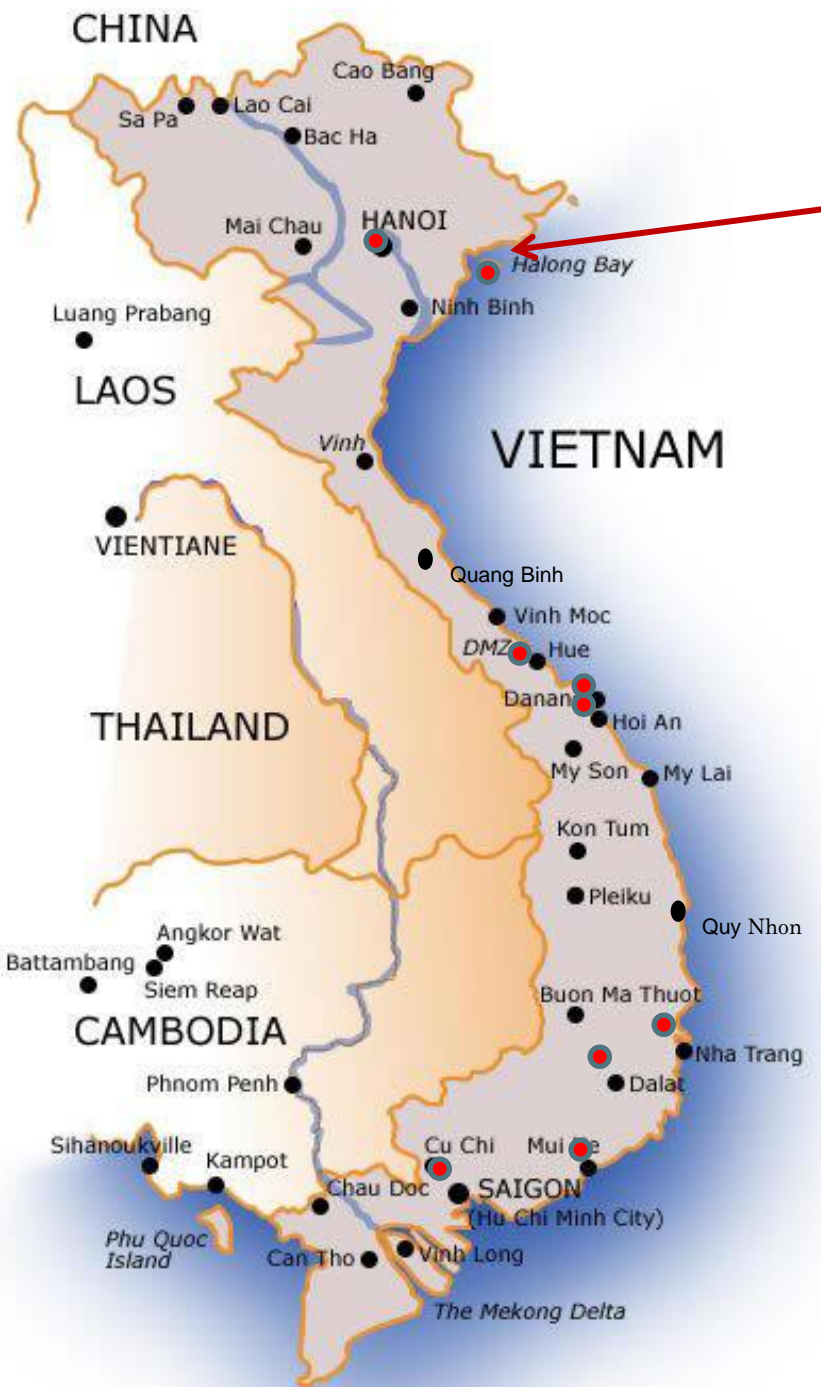 CHINA
Cao Bang
Sa Pa
Lao Cai
Bac Ha
Mai Chau
HANOI
Halong Bay
Luang Prabang
Ninh Binh
LAOS
VIETNAM
Vinh
VIENTIANE
Quang Binh
Vinh Moc
DMZ
Hue
Danan
THAILAND
Hoi An
My Son
My Lai
Kon Tum
Pleiku
Quy Nhon
Angkor Wat
Battambang
Siem Reap
Buon Ma Thuot
CAMBODIA
Nha Trang
Phnom Penh
Dalat
Sihanoukville
Cu Chi
Mui
Kampot
Chau Doc
SAIGON
(Hu Chi Minh City)
Phu Quoc
Island
Can Tho
Vinh Long
The Mekong Delta